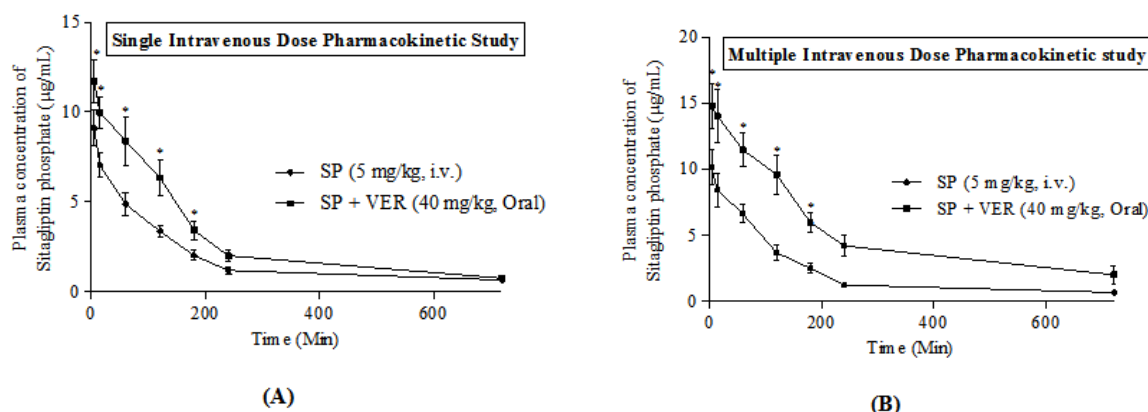 Single Intravenous Dose Pharmacokinetic Study
Plasma concentration of
Sitagliptin phosphate (µg/mL)
15
10
5
0
* * * * *
SP (5 mg/kg, i.v.)
SP + VER (40 mg/kg, Oral)
0 200 400 600
Time (Min)
(A)
Multiple Intravenous Dose Pharmacokinetic study
Plasma concentration of
Sitagliptin phosphate (µg/mL)
20
15
10
5
0
* * * * *
SP (5 mg/kg, i.v.)
SP + VER (40 mg/kg, Oral)
0 200 400 600
Time (Min)
(B)